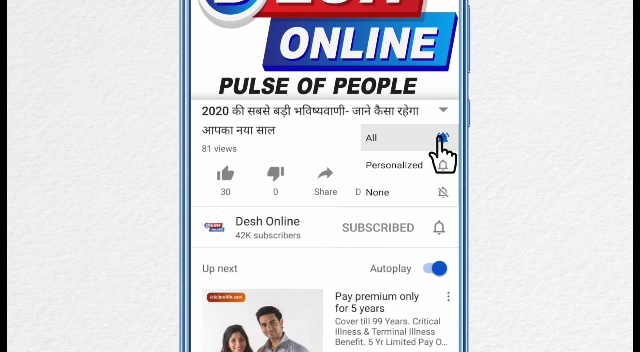 DESH
ONLINE
PULSE OF PEOPLE
2020 की सबसे बड़ी भविष्यवाणी- जाने कैसा रहेगा
आपका नया साल
81 views
All
Personalized
None
30
0
Share
D
Desh Online
42K subscribers
SUBSCRIBED
Up next
Autoplay
Pay premium only
for 5 years
Cover till 99 Years. Critical
Illness & Terminal Illness
Benefit. 5 Yr Limited Pay O...